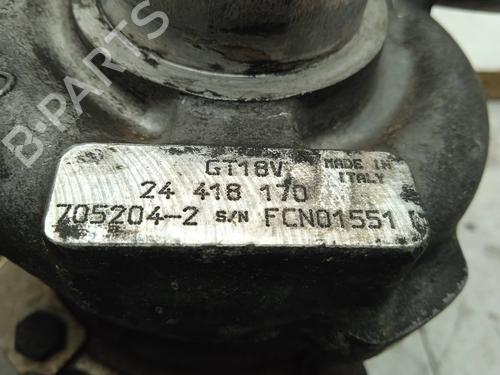 B-PARTS
GT18V MADE IN ITALY
24 418 170
705204-2 S/N FCN01551